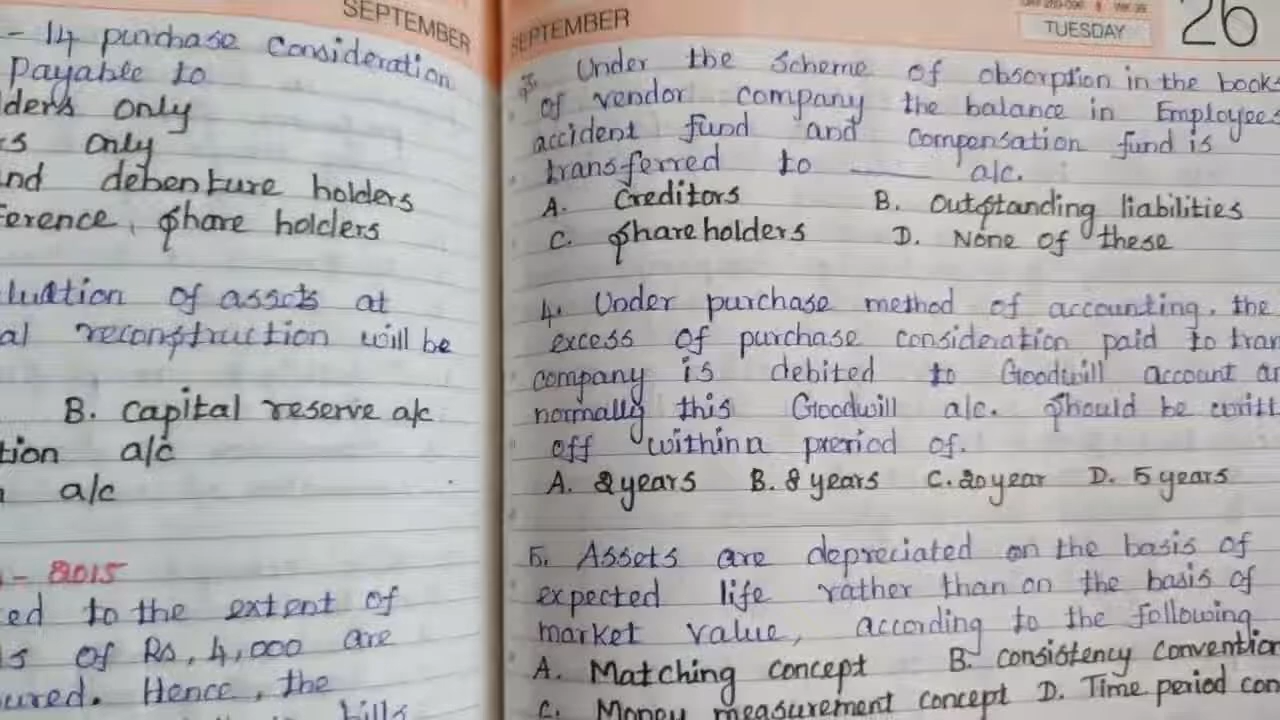 SEPTEMBER
- 14 purchase consideration
Payable to
ders only
rs only
nd debenture holders
ference, Share holders
luation of assets at
al reconstruction will be
B. Capital reserve a/c
tion a/c
a/c
- 2015
ed to the extent of
s of Rs, 4,000 are
ured. Hence, the
bills
SEPTEMBER
TUESDAY
26
Under the Scheme of absorption in the books
of vendor company the balance in Employees
accident fund and Compensation fund is
transferred to ____ a/c.
A. Creditors B. Outstanding liabilities
C. Shareholders D. None of these
4. Under purchase method of accounting, the
excess of purchase consideration paid to tran
company is debited to Goodwill account an
normally this Goodwill a/c. Should be writt
off within a preriod of.
A. 2 years B. 8 years C. 20 year D. 5 years
5. Assets are depreciated on the basis of
expected life rather than on the basis of
market value, according to the following
A. Matching concept B. consistency convention
C. Money measurement concept D. Time period con